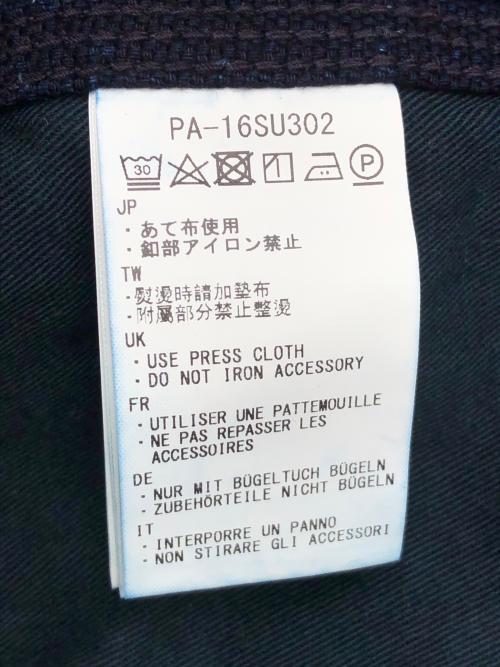 PA-16SU302
30 P
JP
・あて布使用
・釦部アイロン禁止
TW
・熨燙時請加墊布
・附屬部分禁止整燙
UK
・USE PRESS CLOTH
・DO NOT IRON ACCESSORY
FR
・UTILISER UNE PATTEMOUILLE
・NE PAS REPASSER LES
ACCESSOIRES
DE
・NUR MIT BÜGELTUCH BÜGELN
・ZUBEHÖRTEILE NICHT BÜGELN
IT
・INTERPORRE UN PANNO
・NON STIRARE GLI ACCESSORI